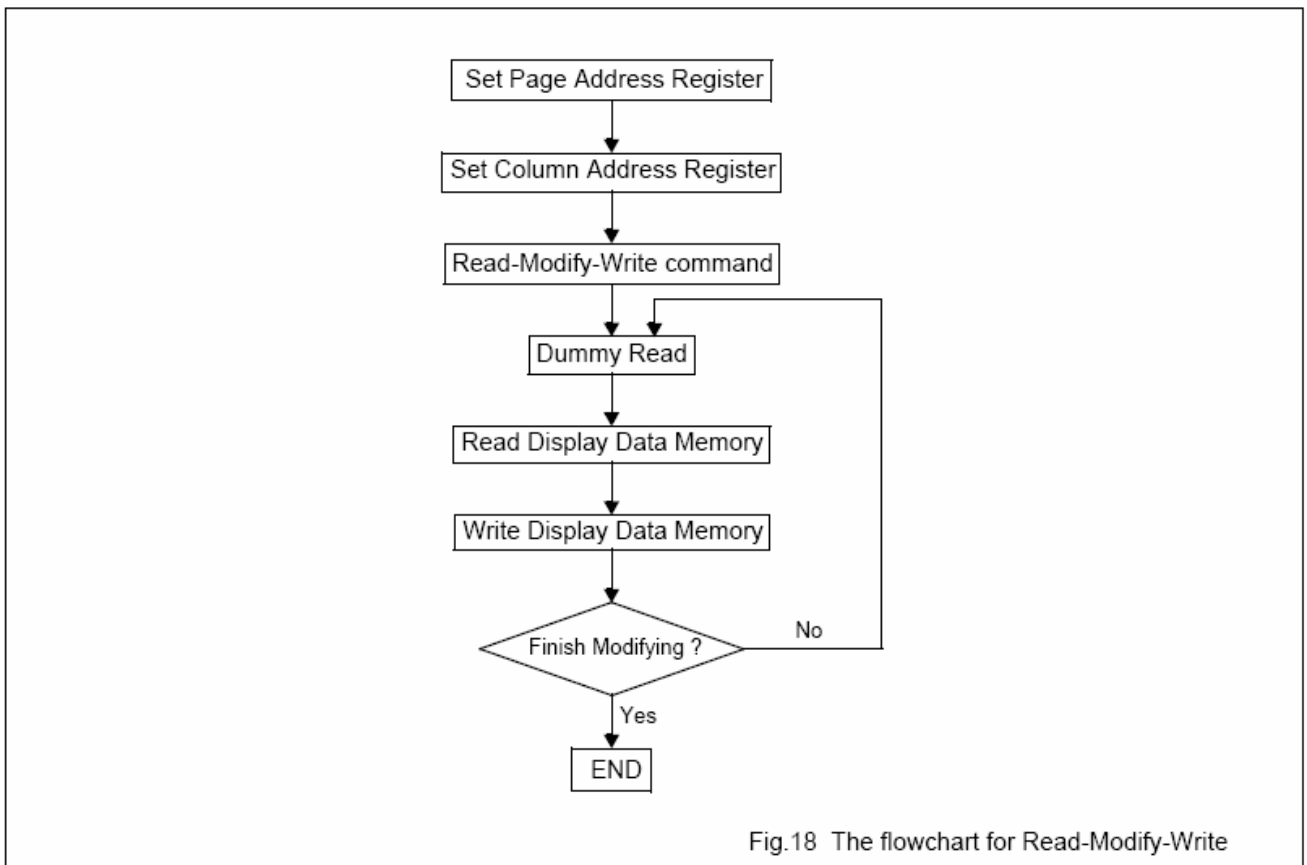 Set Page Address Register
Set Column Address Register
Read-Modify-Write command
Dummy Read
Read Display Data Memory
Write Display Data Memory
Finish Modifying ?
No
Yes
END
Fig.18 The flowchart for Read-Modify-Write